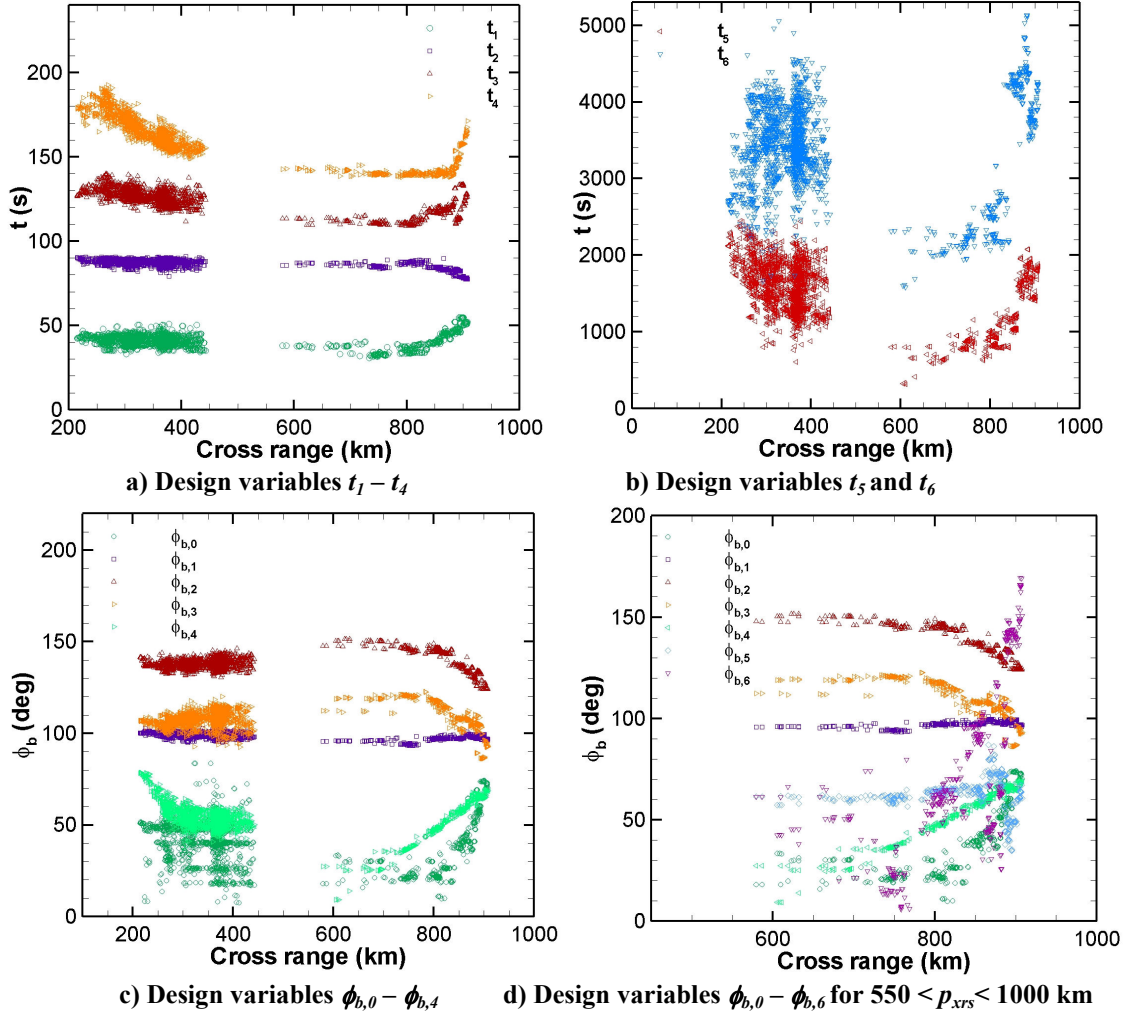 t1
t2
t3
t4
200
150
100
50
0
t (s)
200 400 600 800 1000
Cross range (km)
a) Design variables t1 – t4
t5
t6
5000
4000
3000
2000
1000
0
t (s)
0 200 400 600 800 1000
Cross range (km)
b) Design variables t5 and t6
ϕb,0
ϕb,1
ϕb,2
ϕb,3
ϕb,4
200
150
100
50
0
ϕb (deg)
200 400 600 800 1000
Cross range (km)
c) Design variables ϕb,0 – ϕb,4
ϕb,0
ϕb,1
ϕb,2
ϕb,3
ϕb,4
ϕb,5
ϕb,6
200
150
100
50
0
ϕb (deg)
600 800 1000
Cross range (km)
d) Design variables ϕb,0 – ϕb,6 for 550 < pxrs< 1000 km